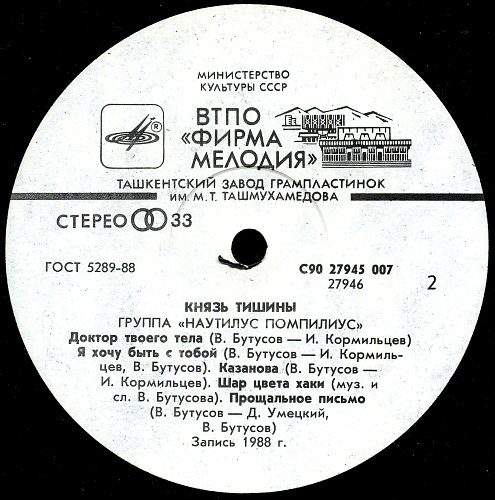 МИНИСТЕРСТВО
КУЛЬТУРЫ СССР
ВТПО
«ФИРМА
МЕЛОДИЯ»
®
ТАШКЕНТСКИЙ ЗАВОД ГРАМПЛАСТИНОК
ИМ М. Т. ТАШМУХАМЕДОВА
СТЕРЕО 33
ГОСТ 5289-88
С90 27945 007
27946
2
КНЯЗЬ ТИШИНЫ
ГРУППА «НАУТИЛУС ПОМПИЛИУС»
Доктор твоего тела (В. Бутусов — И. Кормильцев)
Я хочу быть с тобой (В. Бутусов — И. Кормиль-
цев, В. Бутусов). Казанова (В. Бутусов —
И. Кормильцев). Шар цвета хаки (муз. и
сл. В. Бутусова). Прощальное письмо
(В. Бутусов — Д. Умецкий,
В. Бутусов)
Запись 1988 г.